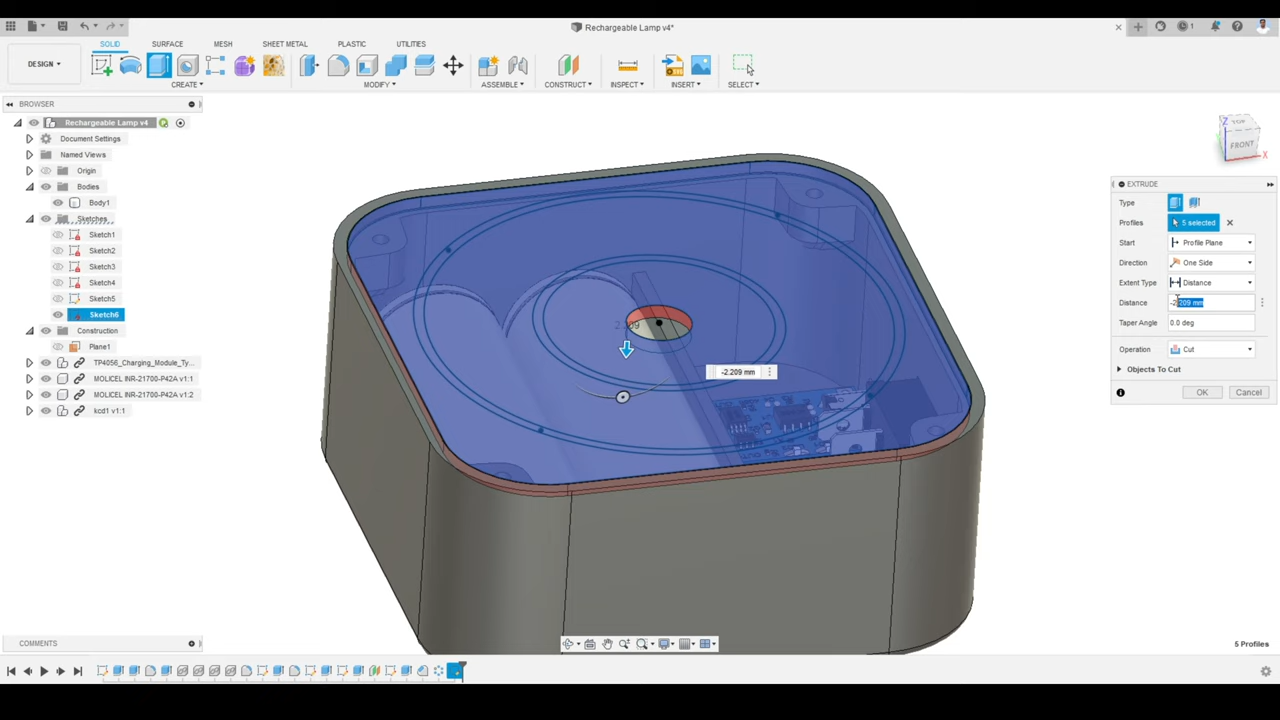 Rechargeable Lamp v4*
1
SOLID SURFACE MESH SHEET METAL PLASTIC UTILITIES
DESIGN
CREATE MODIFY ASSEMBLE CONSTRUCT INSPECT INSERT SELECT
BROWSER
Rechargeable Lamp v4
Document Settings
Named Views
Origin
Bodies
Body1
Sketches
Sketch1
Sketch2
Sketch3
Sketch4
Sketch5
Sketch6
Construction
Plane1
TP4056_Charging_Module_Ty...
MOLICEL INR-21700-P42A v1:1
MOLICEL INR-21700-P42A v1:2
kcd1 v1:1
Z
FRONT
X
EXTRUDE
Type
Profiles 5 selected
Start Profile Plane
Direction One Side
Extent Type Distance
Distance -2.209 mm
Taper Angle 0.0 deg
Operation Cut
Objects To Cut
OK Cancel
-2.209 mm
COMMENTS
5 Profiles